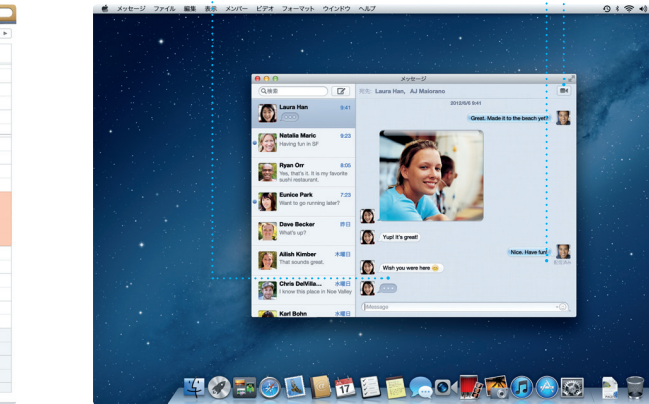 メッセージ ファイル 編集 表示 メンバー ビデオ フォーマット ウインドウ ヘルプ
メッセージ
検索
宛先: Laura Han, AJ Maiorano
2012/6/6 9:41
Laura Han 9:41
Great. Made it to the beach yet?
Natalia Maric 9:23
Having fun in SF
Ryan Orr 8:05
Yes, that's it. It is my favorite
sushi restaurant.
Eunice Park 7:23
Want to go running later?
Dave Becker 昨日
What's up?
Yup! It's great!
Ailish Kimber 木曜日
That sounds great.
Nice. Have fun.
Wish you were here
Chris DelVilla... 水曜日
I know this place in Noe Valley
iMessage
Karl Bohn 水曜日
17